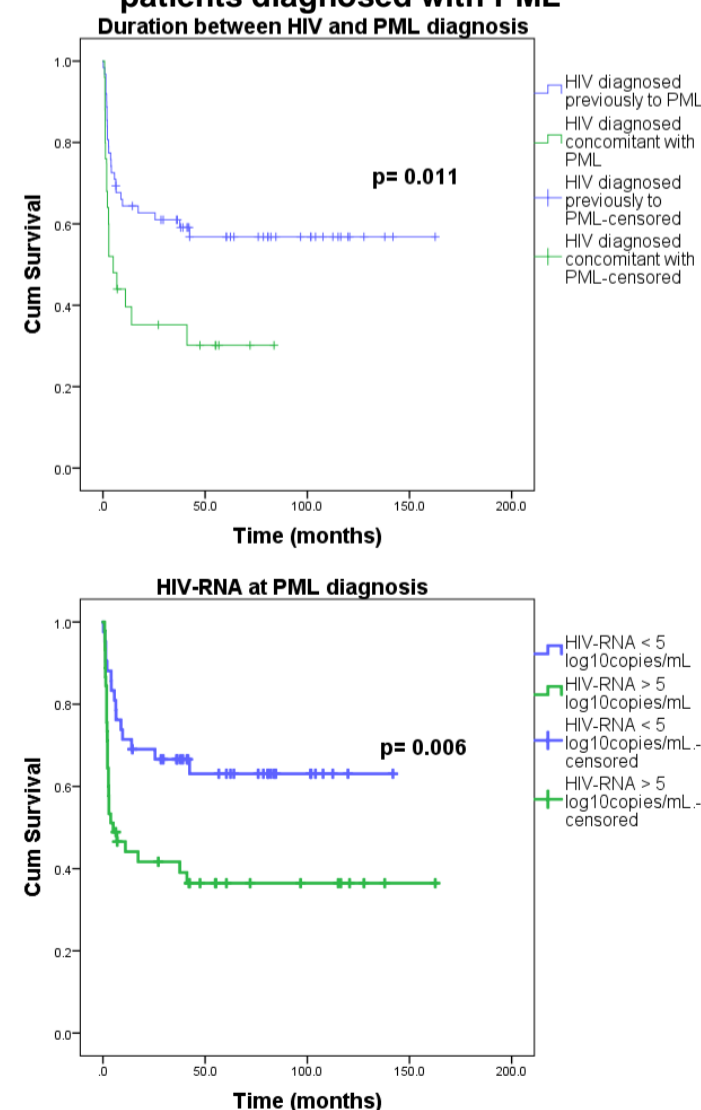 patients diagnosed with PML
Duration between HIV and PML diagnosis
1.0
0.8
0.6
0.4
0.2
0.0
Cum Survival
p= 0.011
.0
50.0
100.0
150.0
200.0
Time (months)
HIV diagnosed
previously to PML
HIV diagnosed
concomitant with
PML
HIV diagnosed
previously to
PML-censored
HIV diagnosed
concomitant with
PML-censored
HIV-RNA at PML diagnosis
1.0
0.8
0.6
0.4
0.2
0.0
Cum Survival
p= 0.006
.0
50.0
100.0
150.0
200.0
Time (months)
HIV-RNA < 5
log10copies/mL
HIV-RNA > 5
log10copies/mL
HIV-RNA < 5
log10copies/mL.-
censored
HIV-RNA > 5
log10copies/mL.-
censored